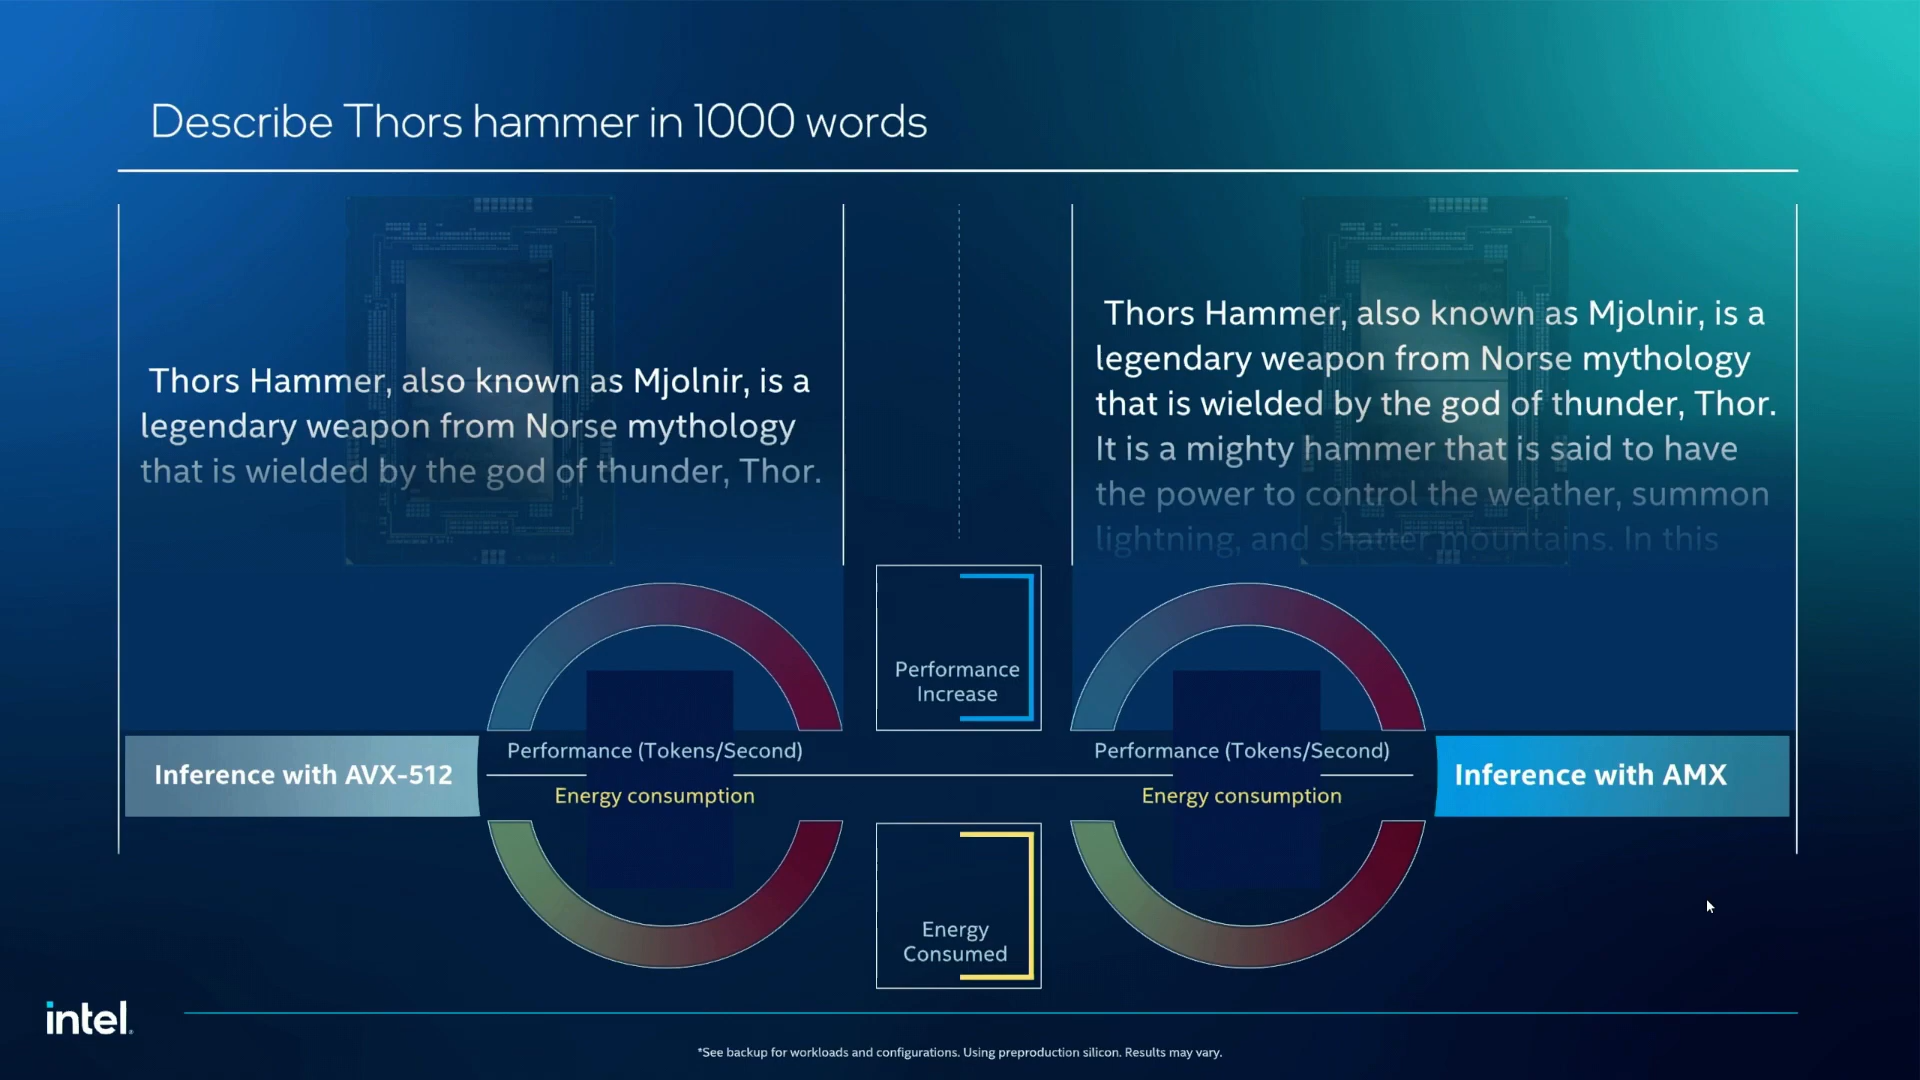 Describe Thors hammer in 1000 words
Thors Hammer, also known as Mjolnir, is a
legendary weapon from Norse mythology
that is wielded by the god of thunder, Thor.
Thors Hammer, also known as Mjolnir, is a
legendary weapon from Norse mythology
that is wielded by the god of thunder, Thor.
It is a mighty hammer that is said to have
the power to control the weather, summon
lightning, and shatter mountains. In this
Performance
Increase
Inference with AVX-512
Performance (Tokens/Second)
Energy consumption
Performance (Tokens/Second)
Energy consumption
Inference with AMX
Energy
Consumed
intel.
*See backup for workloads and configurations. Using preproduction silicon. Results may vary.